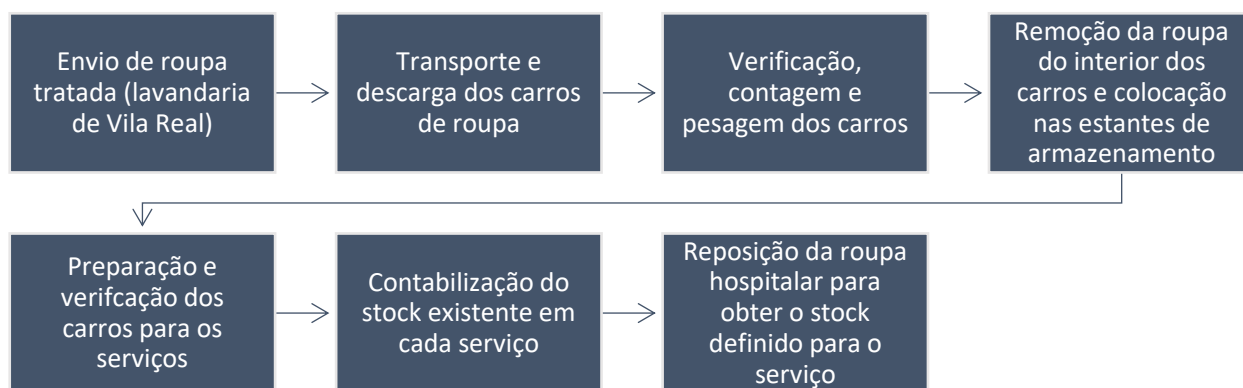 Envio de roupa
tratada (lavandaria
de Vila Real)
Transporte e
descarga dos carros
de roupa
Verificação,
contagem e
pesagem dos carros
Remoção da roupa
do interior dos
carros e colocação
nas estantes de
armazenamento
Preparação e
verifcação dos
carros para os
serviços
Contabilização do
stock existente em
cada serviço
Reposição da roupa
hospitalar para
obter o stock
definido para o
serviço